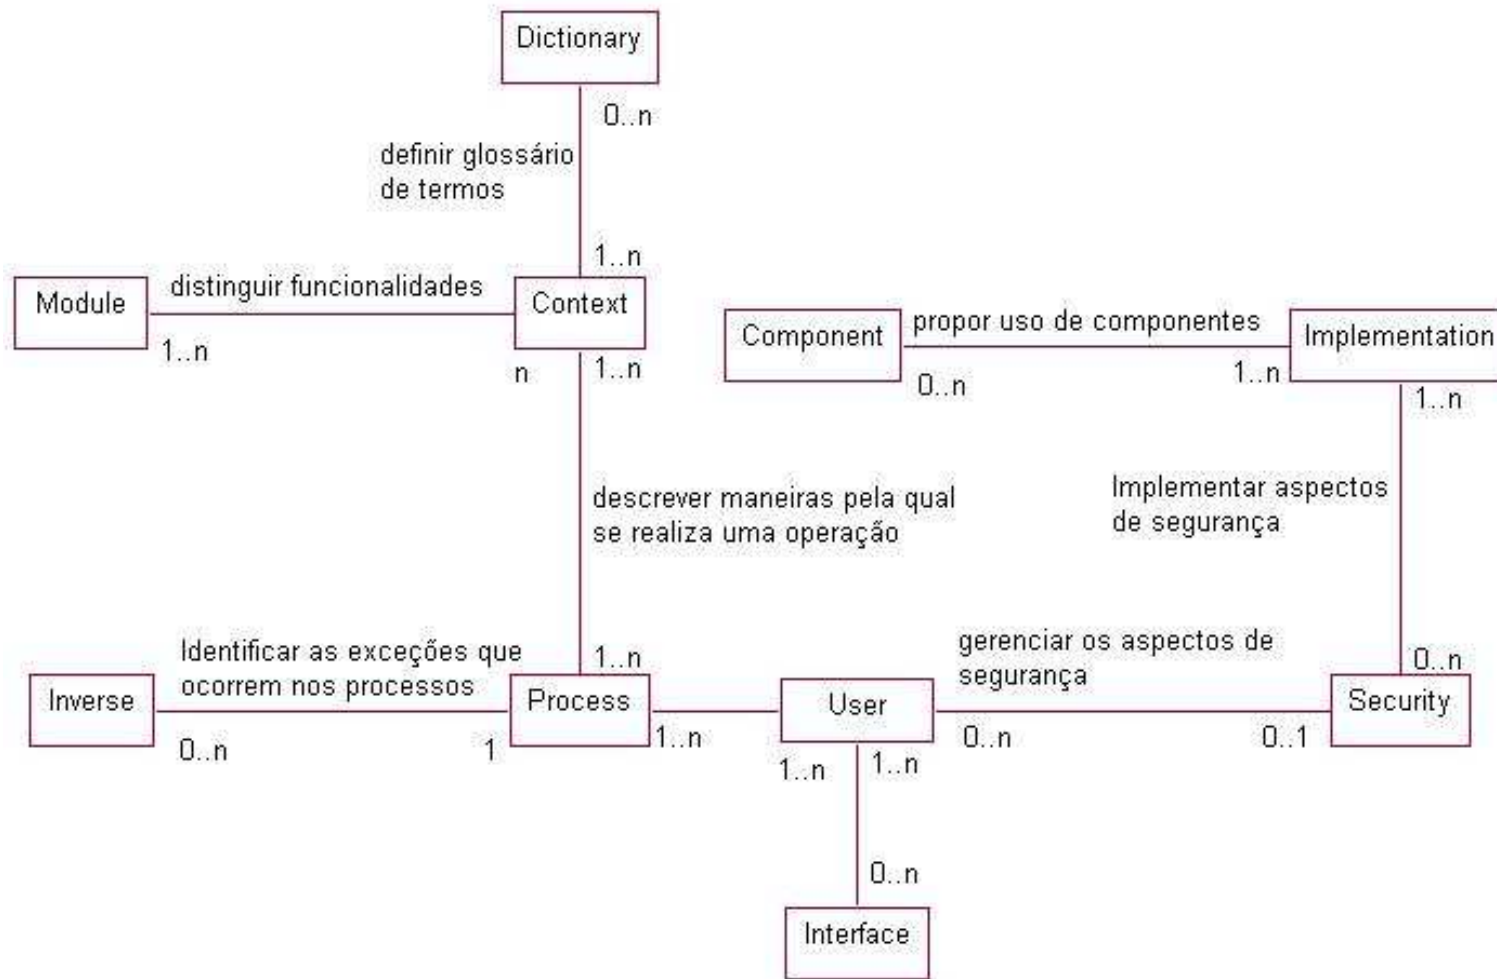 Dictionary
0..n
definir glossário
de termos
1..n
Module
distinguir funcionalidades
Context
1..n
n
1..n
Component
propor uso de componentes
Implementation
0..n
1..n
1..n
descrever maneiras pela qual
se realiza uma operação
Implementar aspectos
de segurança
Identificar as exceções que
ocorrem nos processos
1..n
gerenciar os aspectos de
segurança
0..n
Inverse
Process
User
Security
0..n
1
1..n
1..n
1..n
0..n
0..1
0..n
Interface